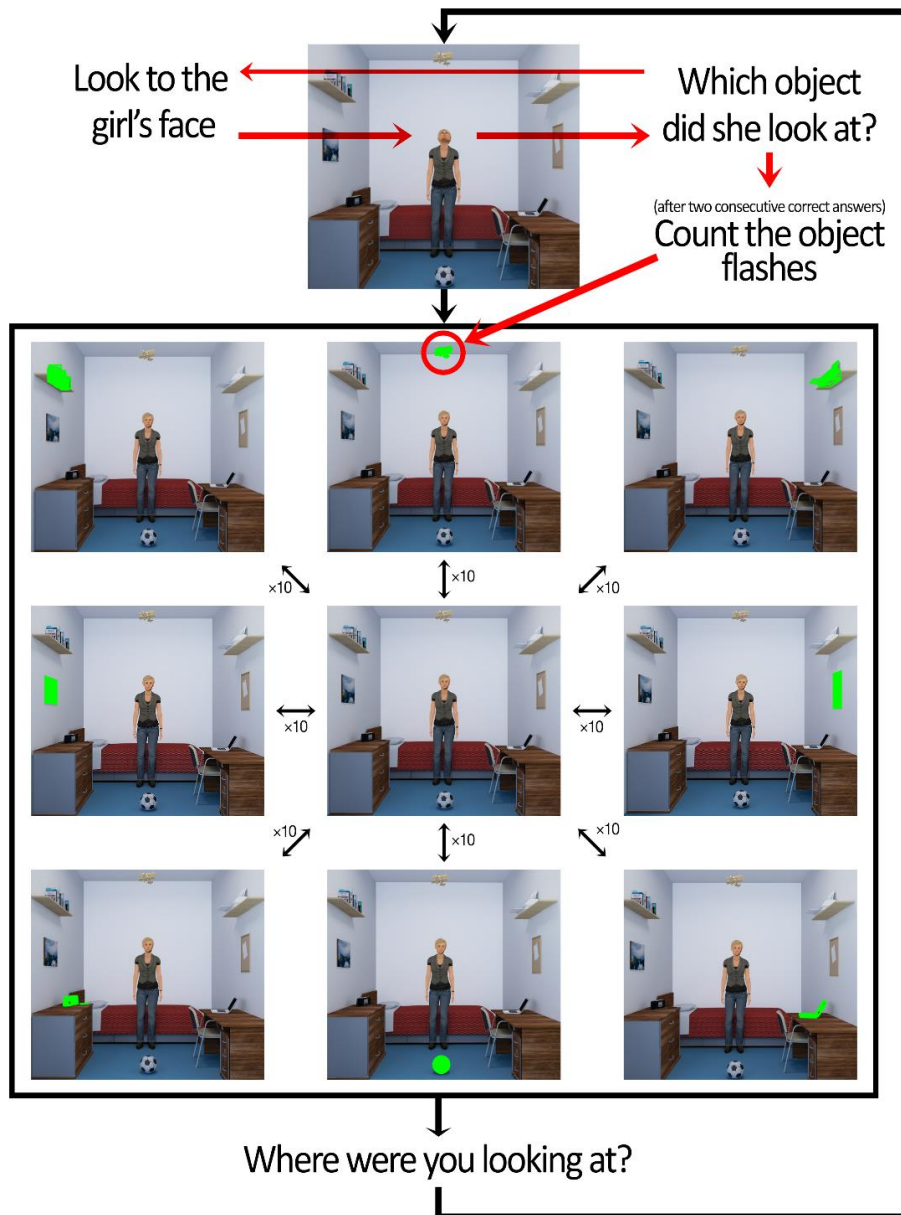 Look to the
girl's face
Which object
did she look at?
(after two consecutive correct answers)
Count the object
flashes
×10
×10
×10
×10
×10
×10
×10
×10
Where were you looking at?